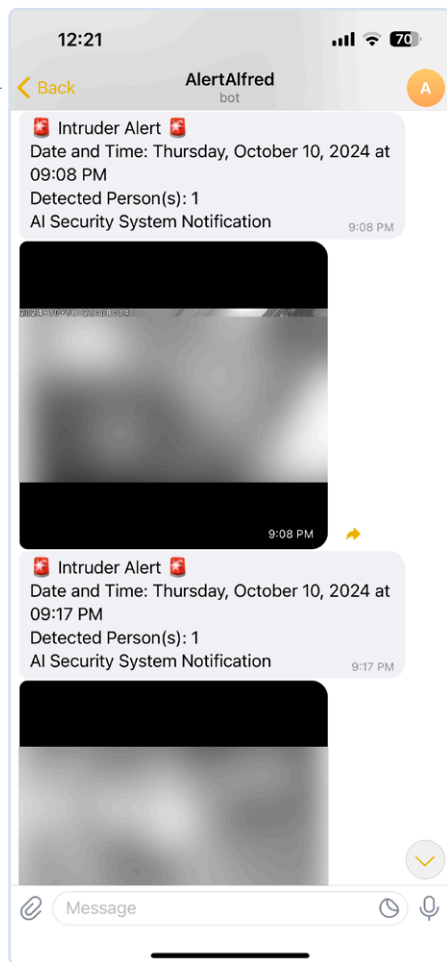 12:21
70
Back
AlertAlfred
bot
A
🚨 Intruder Alert 🚨
Date and Time: Thursday, October 10, 2024 at
09:08 PM
Detected Person(s): 1
AI Security System Notification
9:08 PM
9:08 PM
🚨 Intruder Alert 🚨
Date and Time: Thursday, October 10, 2024 at
09:17 PM
Detected Person(s): 1
AI Security System Notification
9:17 PM
Message